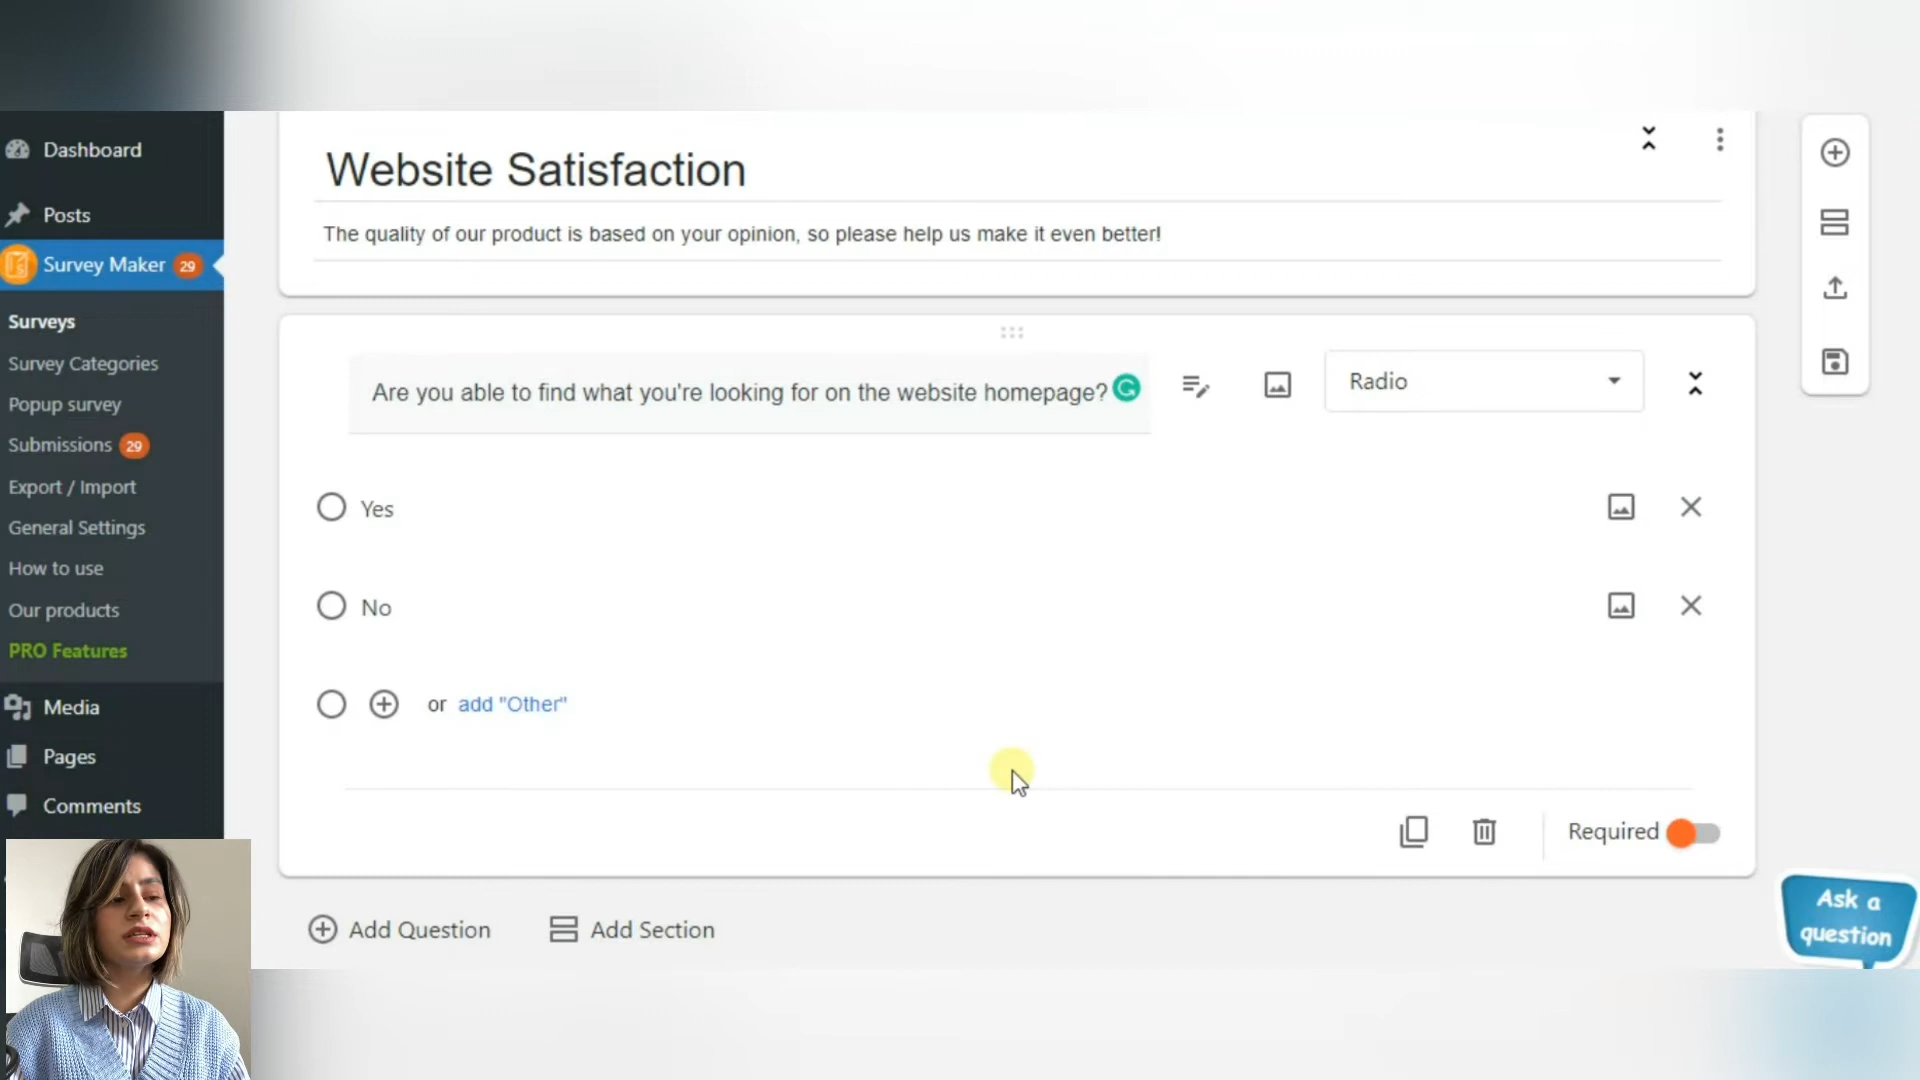 Dashboard
Posts
Survey Maker 29
Surveys
Survey Categories
Popup survey
Submissions 29
Export / Import
General Settings
How to use
Our products
PRO Features
Media
Pages
Comments
Website Satisfaction
The quality of our product is based on your opinion, so please help us make it even better!
Are you able to find what you're looking for on the website homepage?
Radio
Yes
No
or add "Other"
Required
Add Question
Add Section
Ask a
question